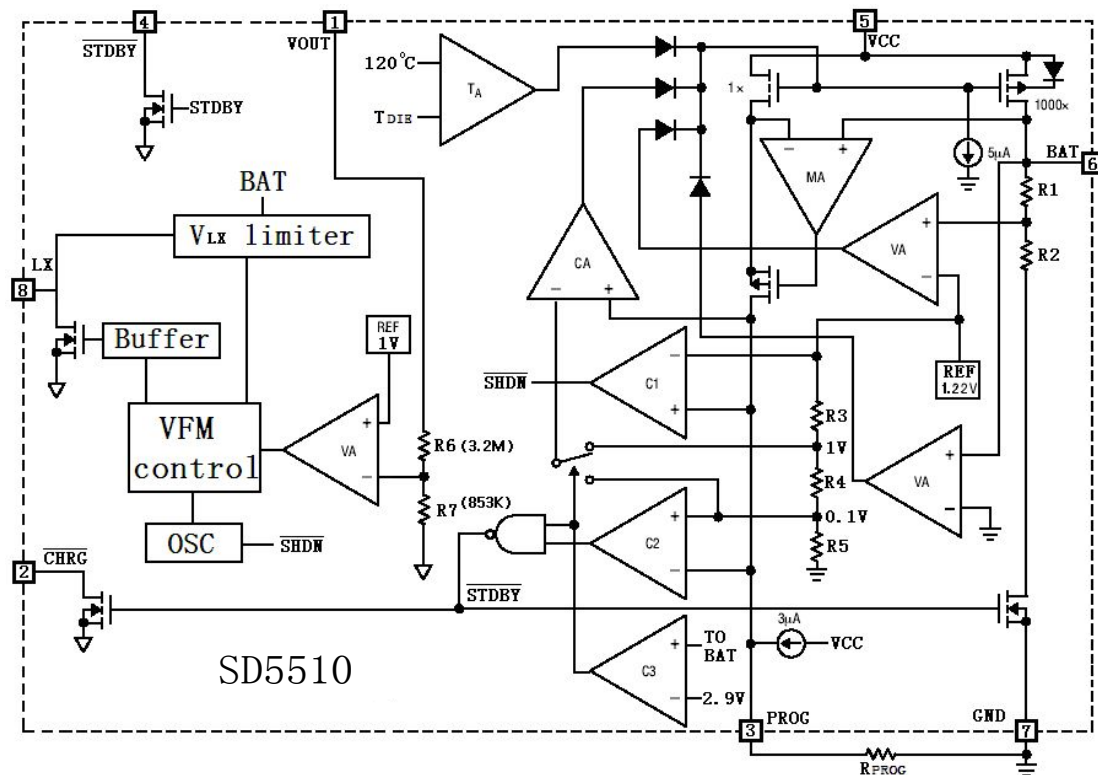 4
1
5
STDBY
VOUT
VCC
120°C
TA
TDIE
STDBY
1×
1000×
- +
MA
5μA
BAT
6
R1
BAT
VLX limiter
+
VA
-
R2
CA
- +
LX
8
Buffer
REF
1V
REF
1.22V
SHDN
C1
-
+
R3
VFM
control
+
VA
-
R6 (3.2M)
1V
+
VA
-
R4
R7 (853K)
0.1V
OSC
SHDN
+
C2
-
R5
CHRG
2
STDBY
3μA
VCC
+
C3
-
TO
BAT
2.9V
SD5510
PROG
3
GND
7
RPROG